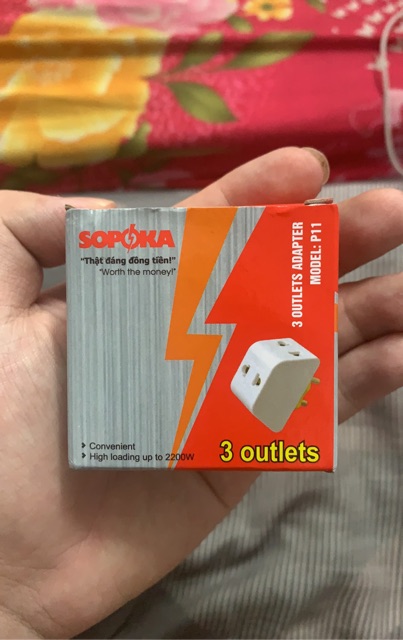 SOPOKA
"Thật đáng đồng tiền!"
"Worth the money!"
3 OUTLETS ADAPTER
MODEL: P11
Convenient
High loading up to 2200W
3 outlets